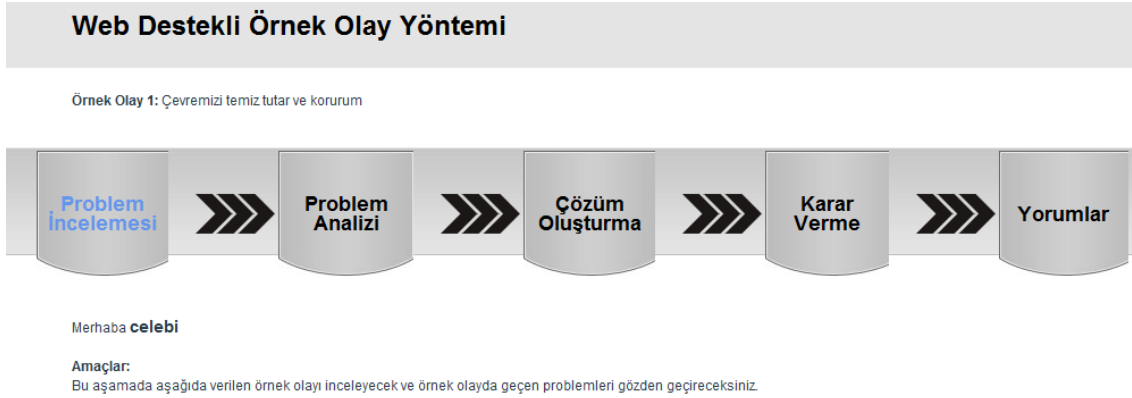 Web Destekli Örnek Olay Yöntemi
Örnek Olay 1: Çevremizi temiz tutar ve korurum
Problem
İncelemesi
Problem
Analizi
Çözüm
Oluşturma
Karar
Verme
Yorumlar
Merhaba celebi
Amaçlar:
Bu aşamada aşağıda verilen örnek olayı inceleyecek ve örnek olayda geçen problemleri gözden geçireceksiniz.